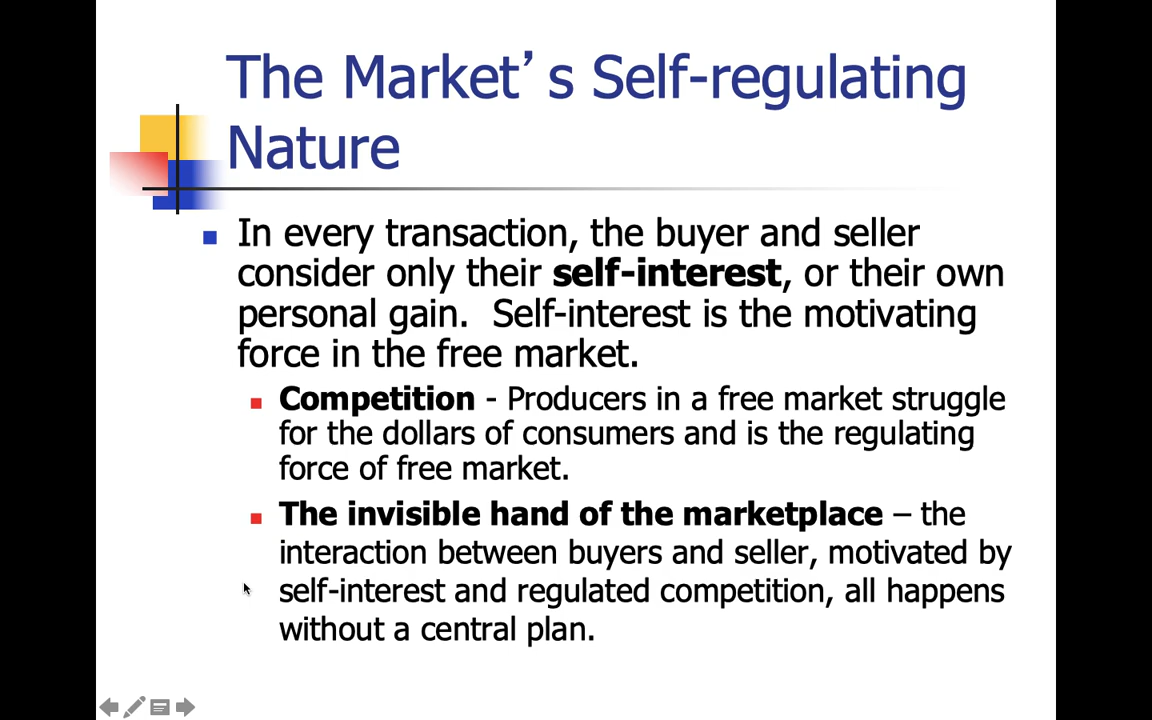 The Market’s Self-regulating
Nature
In every transaction, the buyer and seller
consider only their self-interest, or their own
personal gain.  Self-interest is the motivating
force in the free market.
Competition - Producers in a free market struggle
for the dollars of consumers and is the regulating
force of free market.
The invisible hand of the marketplace – the
interaction between buyers and seller, motivated by
self-interest and regulated competition, all happens
without a central plan.